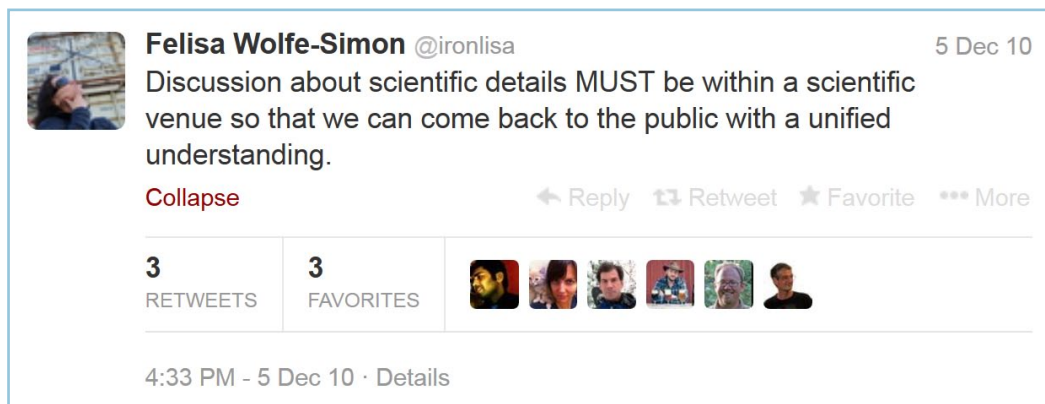 Felisa Wolfe-Simon @ironlisa 5 Dec 10
Discussion about scientific details MUST be within a scientific
venue so that we can come back to the public with a unified
understanding.
Collapse Reply Retweet Favorite More
3 3
RETWEETS FAVORITES
4:33 PM - 5 Dec 10 · Details